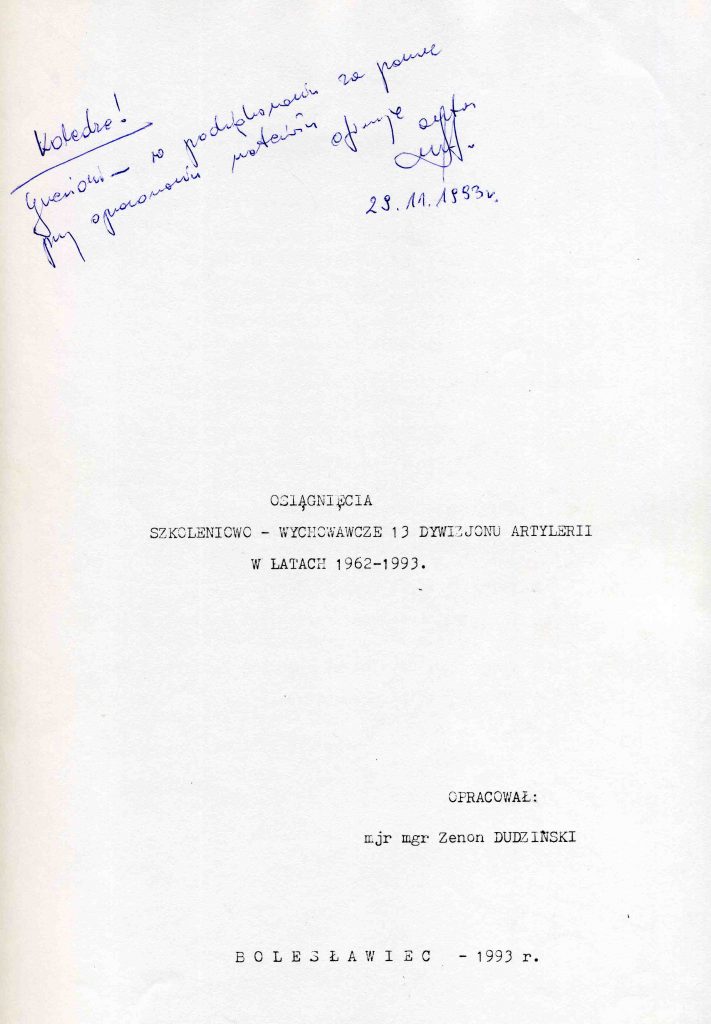 Koledze!
w podziękowaniu za pomoc
przy opracowaniu materiałów ofiaruje autor
29.11.1993r.
OSIĄGNIĘCIA
SZKOLENIOWO - WYCHOWAWCZE 13 DYWIZJONU ARTYLERII
W LATACH 1962-1993.
OPRACOWAŁ:
mjr mgr Zenon DUDZIŃSKI
BOLESŁAWIEC - 1993 r.